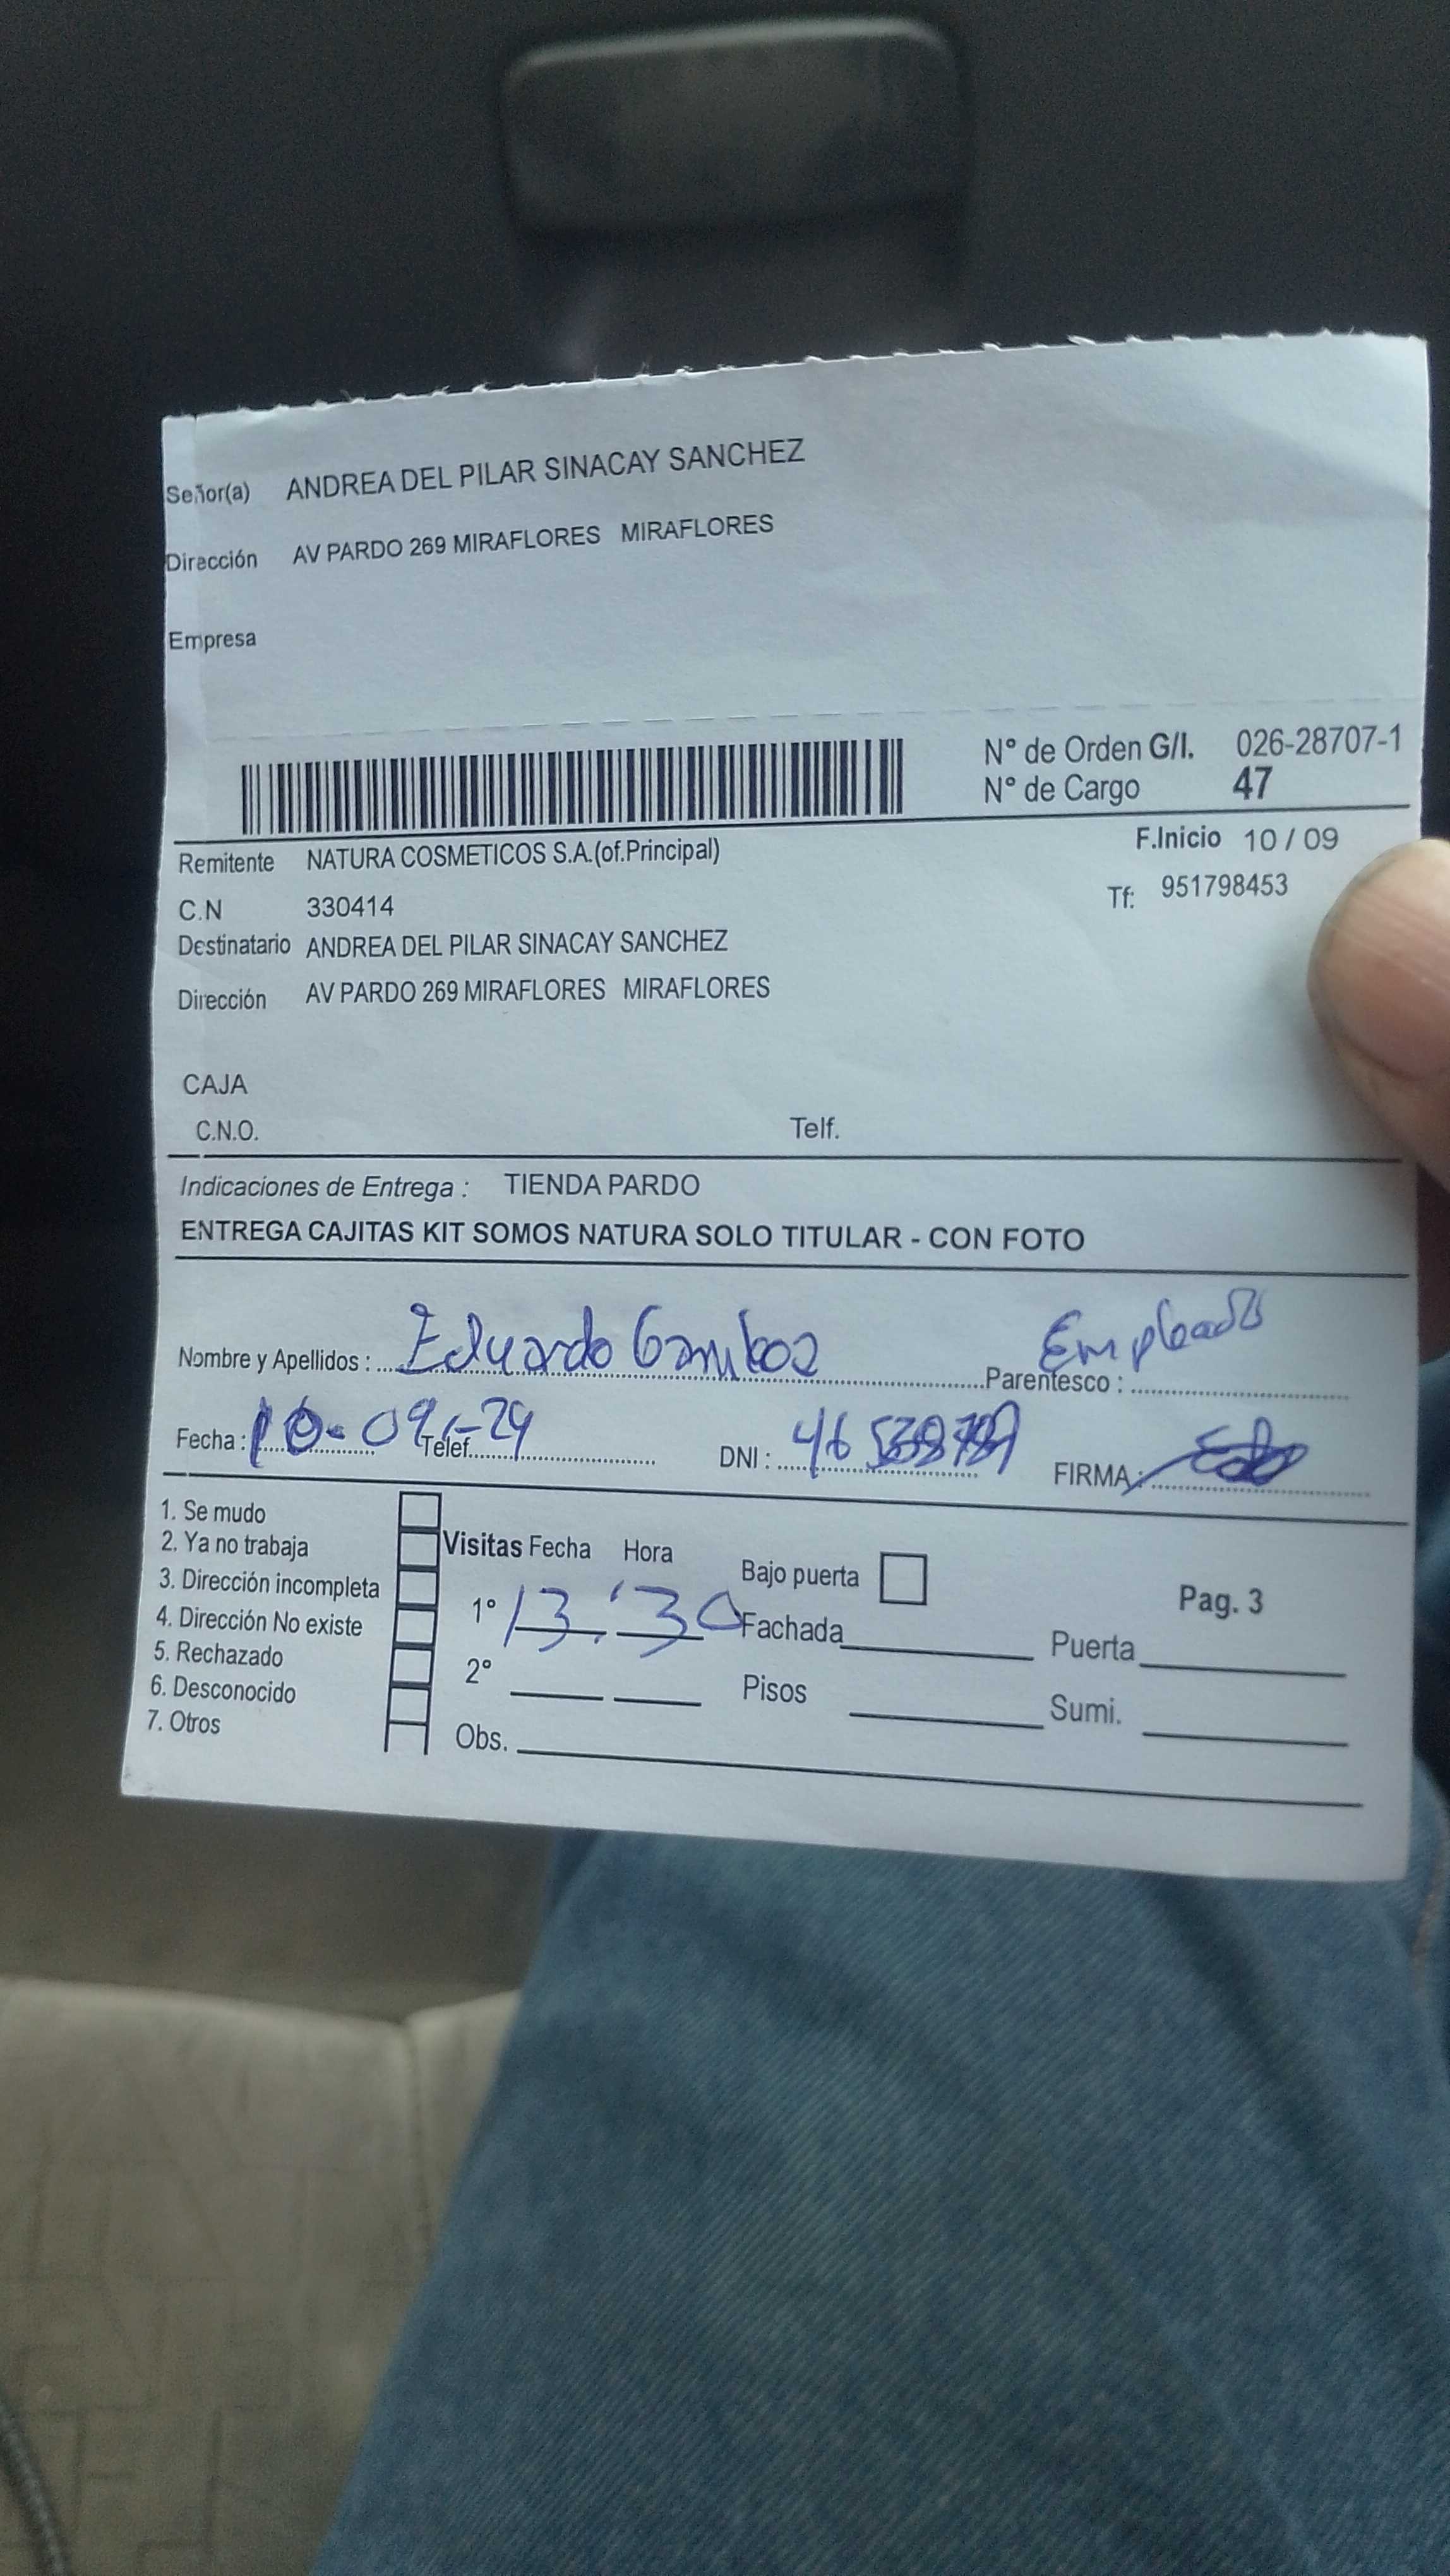 Señor(a) ANDREA DEL PILAR SINACAY SANCHEZ
Dirección AV PARDO 269 MIRAFLORES MIRAFLORES
Empresa
N° de Orden G/I. 026-28707-1
N° de Cargo 47
Remitente NATURA COSMETICOS S.A.(of.Principal) F.Inicio 10 / 09
C.N 330414 Tf: 951798453
Destinatario ANDREA DEL PILAR SINACAY SANCHEZ
Dirección AV PARDO 269 MIRAFLORES MIRAFLORES
CAJA
C.N.O. Telf.
Indicaciones de Entrega : TIENDA PARDO
ENTREGA CAJITAS KIT SOMOS NATURA SOLO TITULAR - CON FOTO
Nombre y Apellidos : Eduardo Gamboa Parentesco : Empleado
Fecha : 10-09-24 Telef. DNI : FIRMA :
1. Se mudo
2. Ya no trabaja Visitas Fecha Hora Bajo puerta
3. Dirección incompleta 1° 13:30 Fachada Puerta Pag. 3
4. Dirección No existe
5. Rechazado 2° Pisos Sumi.
6. Desconocido
7. Otros Obs.